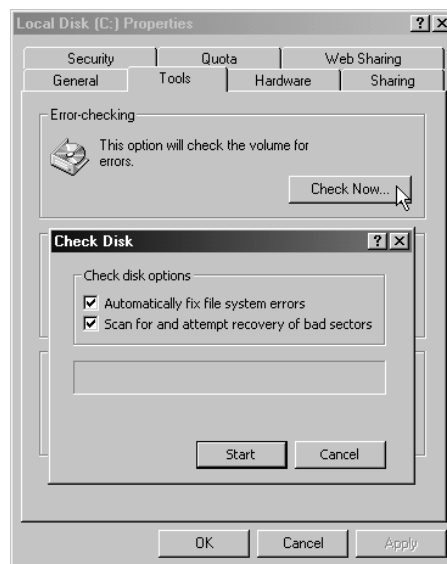 Local Disk (C:) Properties
Security Quota Web Sharing
General Tools Hardware Sharing
Error-checking
This option will check the volume for
errors.
Check Now...
Check Disk
Check disk options
Automatically fix file system errors
Scan for and attempt recovery of bad sectors
Start Cancel
OK Cancel Apply